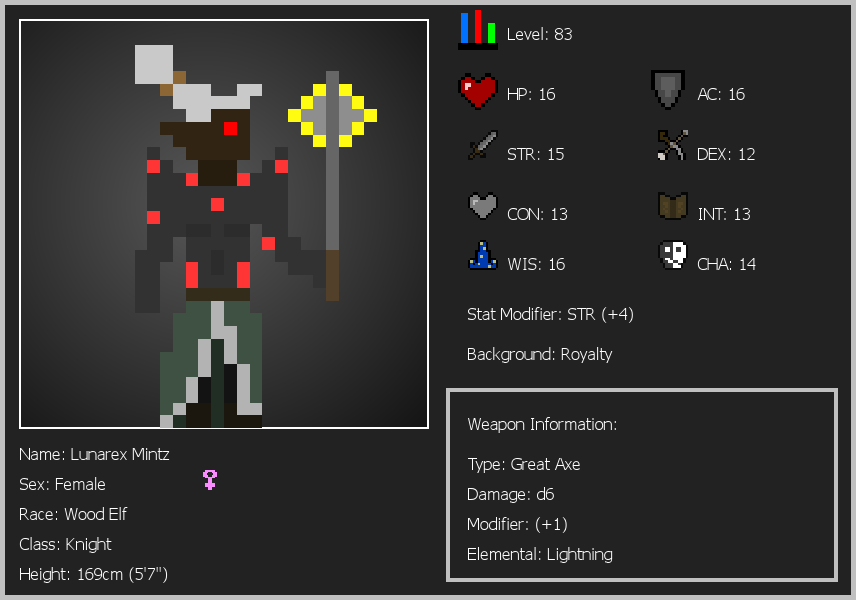 Level: 83
HP: 16
AC: 16
STR: 15
DEX: 12
CON: 13
INT: 13
WIS: 16
CHA: 14
Stat Modifier: STR (+4)
Background: Royalty
Weapon Information:
Type: Great Axe
Damage: d6
Modifier: (+1)
Elemental: Lightning
Name: Lunarex Mintz
Sex: Female
Race: Wood Elf
Class: Knight
Height: 169cm (5'7")